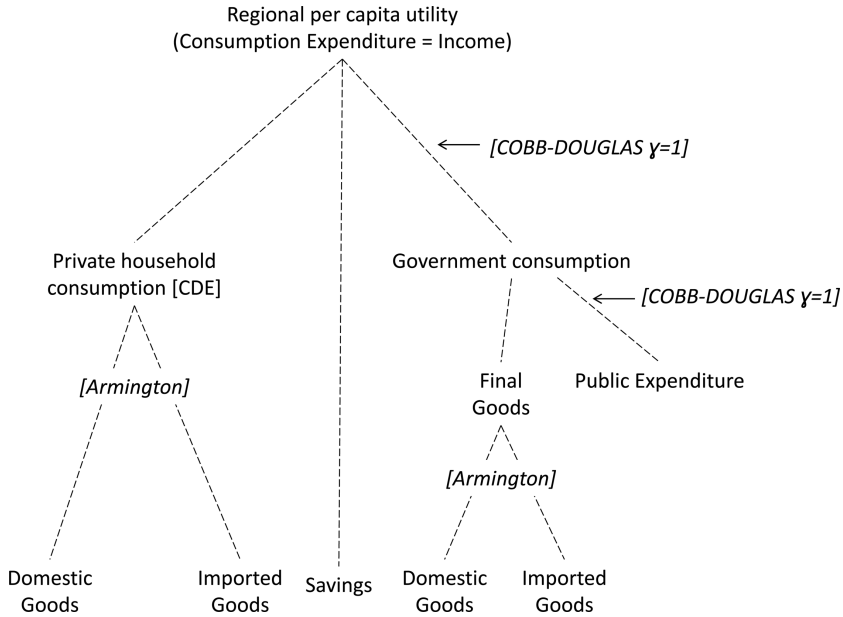 Regional per capita utility
(Consumption Expenditure = Income)
[COBB-DOUGLAS ɣ=1]
Private household
consumption [CDE]
Government consumption
[COBB-DOUGLAS ɣ=1]
[Armington]
Final
Goods
Public Expenditure
[Armington]
Domestic
Goods
Imported
Goods
Savings
Domestic
Goods
Imported
Goods